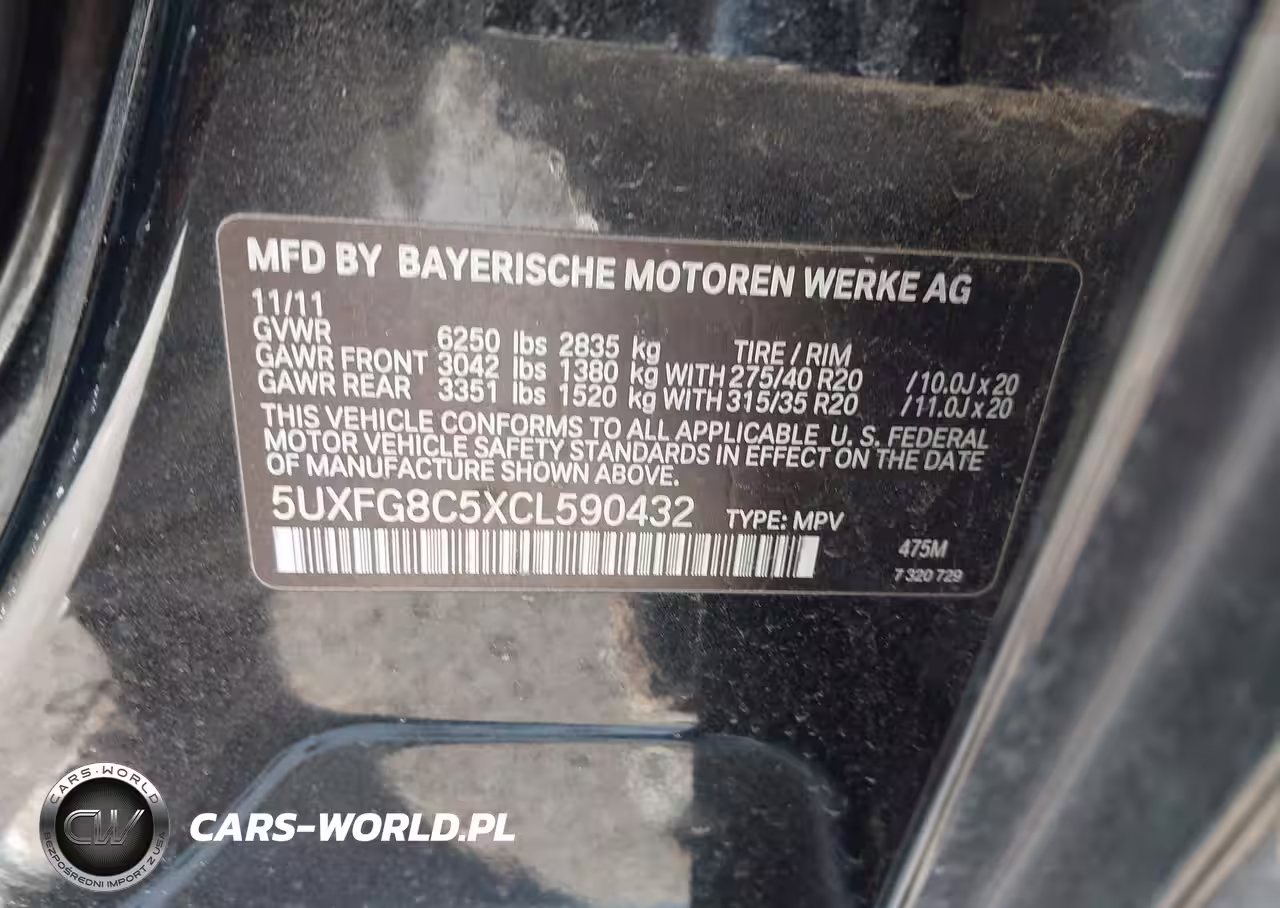 MFD BY BAYERISCHE MOTOREN WERKE AG
11/11
GVWR 6250 lbs 2835 kg TIRE / RIM
GAWR FRONT 3042 lbs 1380 kg WITH 275/40 R20 / 10.0J x 20
GAWR REAR 3351 lbs 1520 kg WITH 315/35 R20 / 11.0J x 20
THIS VEHICLE CONFORMS TO ALL APPLICABLE U. S. FEDERAL
MOTOR VEHICLE SAFETY STANDARDS IN EFFECT ON THE DATE
OF MANUFACTURE SHOWN ABOVE.
5UXFG8C5XCL590432 TYPE: MPV
475M
7 320 729
CARS-WORLD
CW
BEZPOŚREDNI IMPORT Z USA
CARS-WORLD.PL